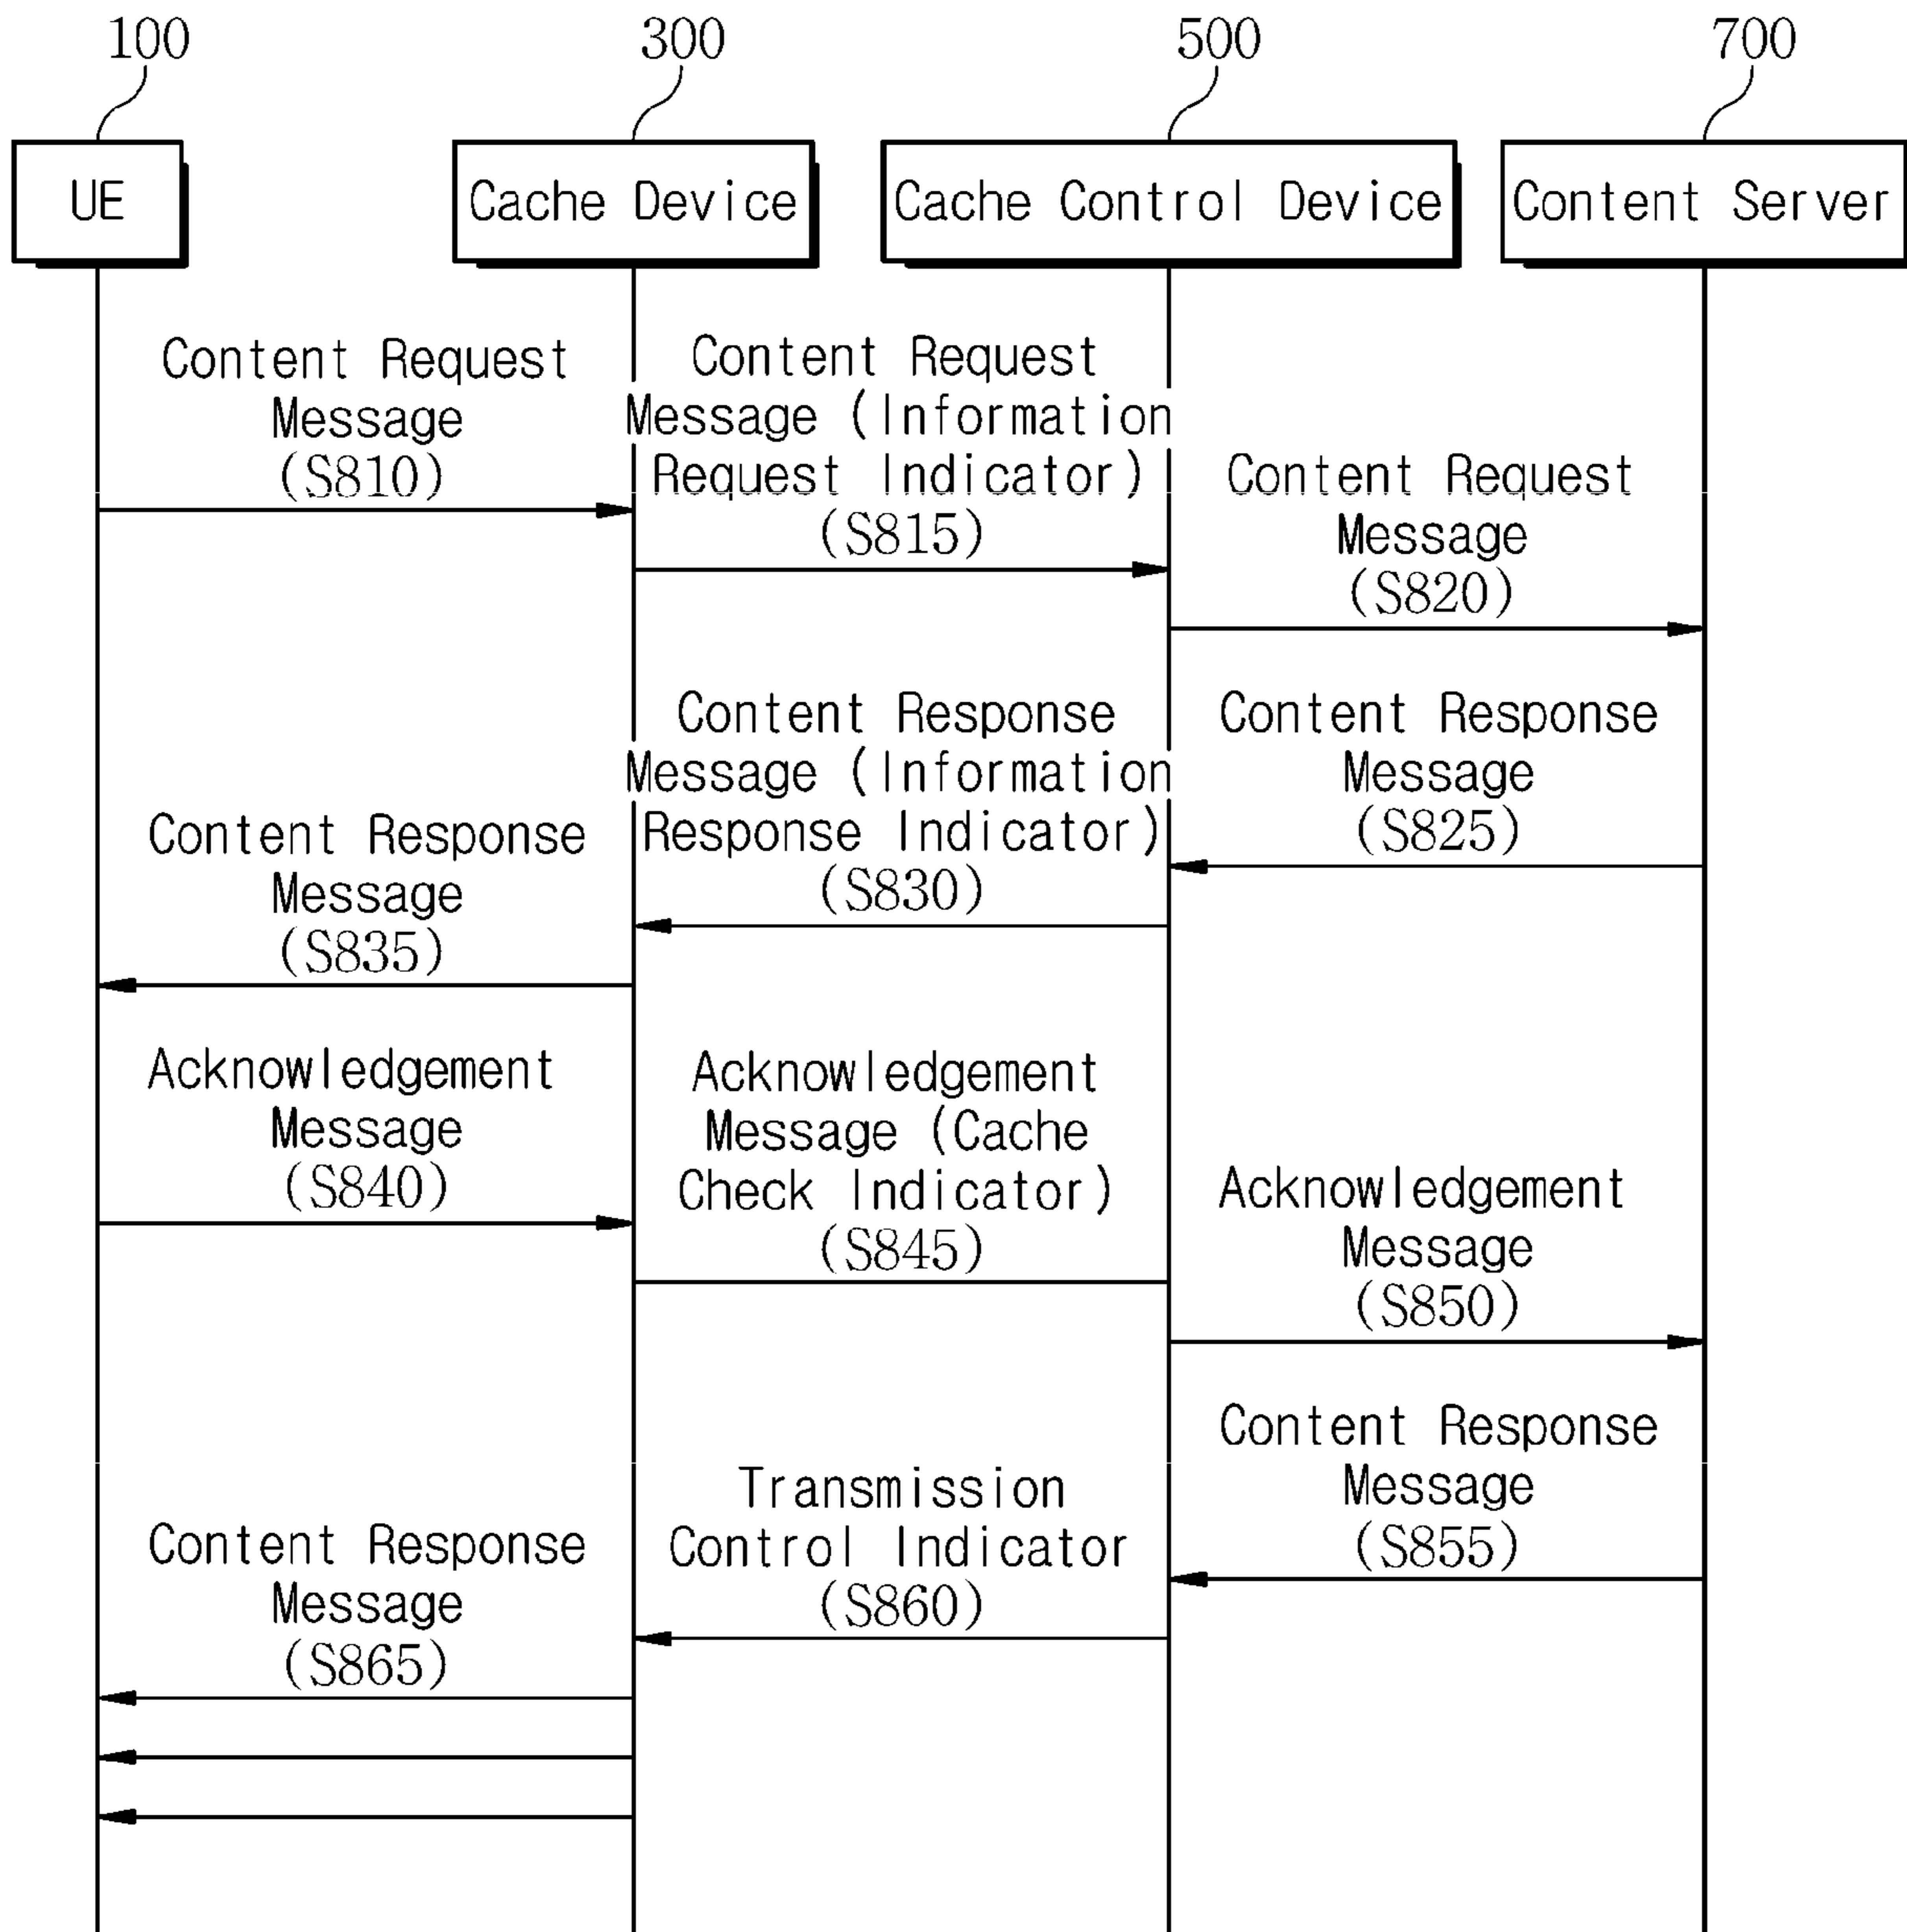 100
300
500
700
UE
Cache Device
Cache Control Device
Content Server
Content Request
Message
(S810)
Content Request
Message (Information
Request Indicator)
(S815)
Content Request
Message
(S820)
Content Response
Message
(S825)
Content Response
Message (Information
Response Indicator)
(S830)
Content Response
Message
(S835)
Acknowledgement
Message
(S840)
Acknowledgement
Message (Cache
Check Indicator)
(S845)
Acknowledgement
Message
(S850)
Content Response
Message
(S855)
Transmission
Control Indicator
(S860)
Content Response
Message
(S865)